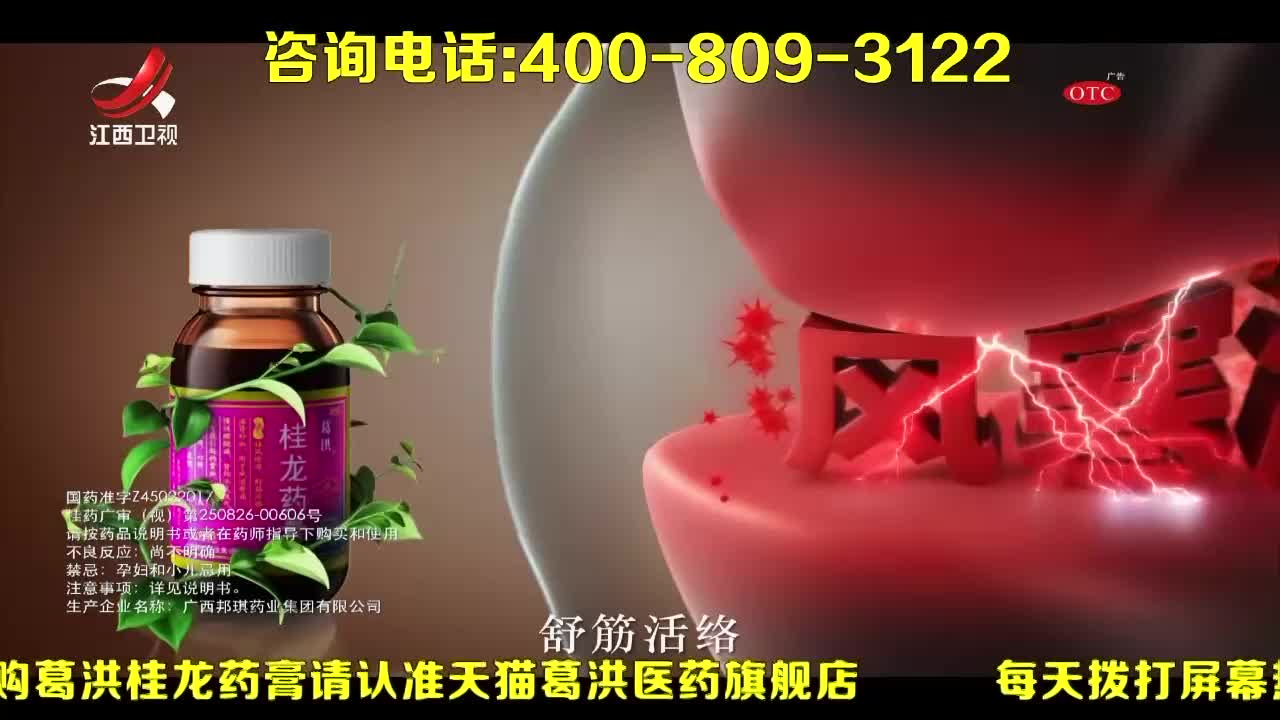 咨询电话:400-809-3122
江西卫视
广告
OTC
风寒
葛洪
桂龙药
国药准字Z45022017
桂药广审（视）第250826-00606号
请按药品说明书或者在药师指导下购买和使用
不良反应：尚不明确
禁忌：孕妇和小儿忌用
注意事项：详见说明书。
生产企业名称：广西邦琪药业集团有限公司
舒筋活络
购葛洪桂龙药膏请认准天猫葛洪医药旗舰店 每天拨打屏幕